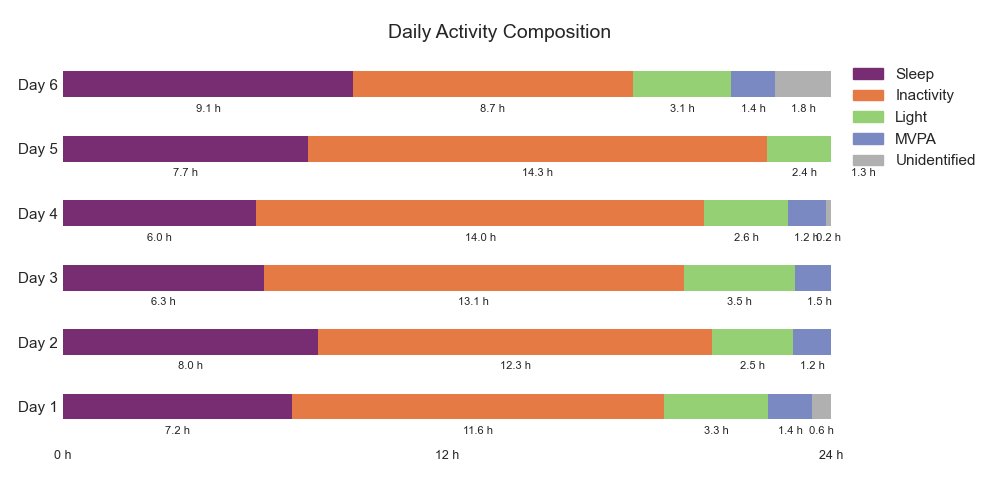 Daily Activity Composition
Day 6
9.1 h 8.7 h 3.1 h 1.4 h 1.8 h
Day 5
7.7 h 14.3 h 2.4 h 1.3 h
Day 4
6.0 h 14.0 h 2.6 h 1.2 h 0.2 h
Day 3
6.3 h 13.1 h 3.5 h 1.5 h
Day 2
8.0 h 12.3 h 2.5 h 1.2 h
Day 1
7.2 h 11.6 h 3.3 h 1.4 h 0.6 h
0 h 12 h 24 h
Sleep
Inactivity
Light
MVPA
Unidentified